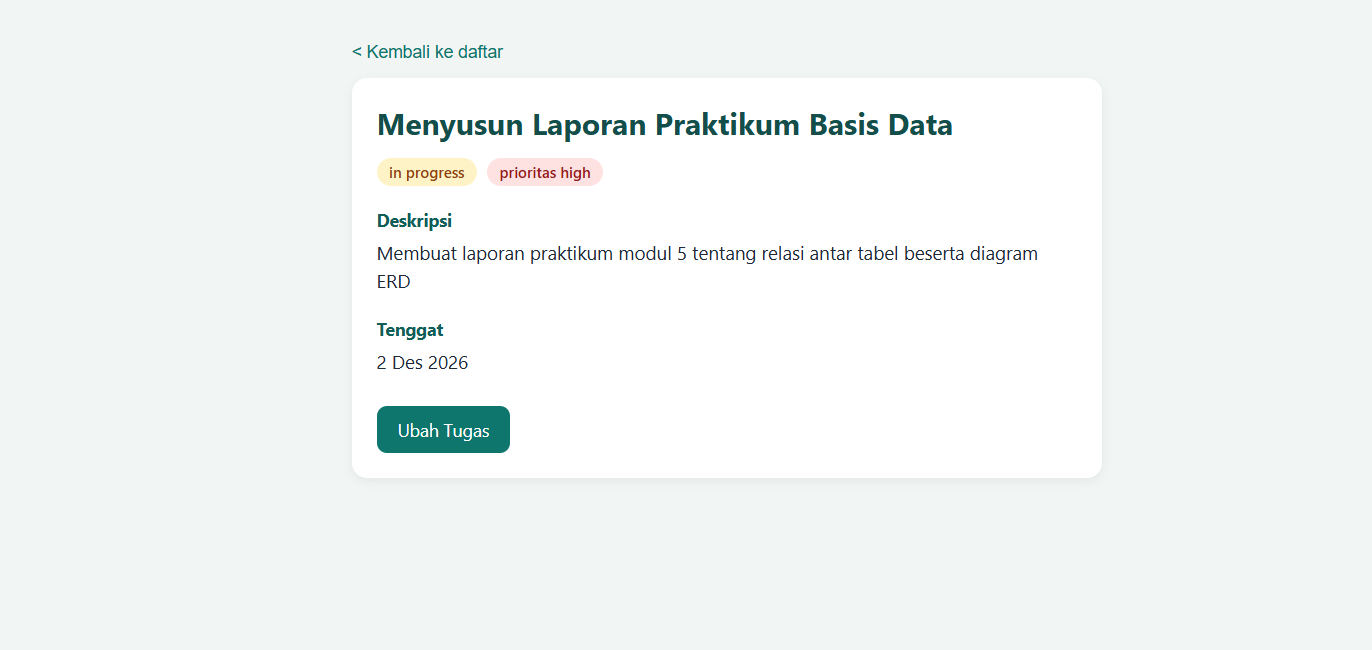 < Kembali ke daftar
Menyusun Laporan Praktikum Basis Data
in progress prioritas high
Deskripsi
Membuat laporan praktikum modul 5 tentang relasi antar tabel beserta diagram
ERD
Tenggat
2 Des 2026
Ubah Tugas